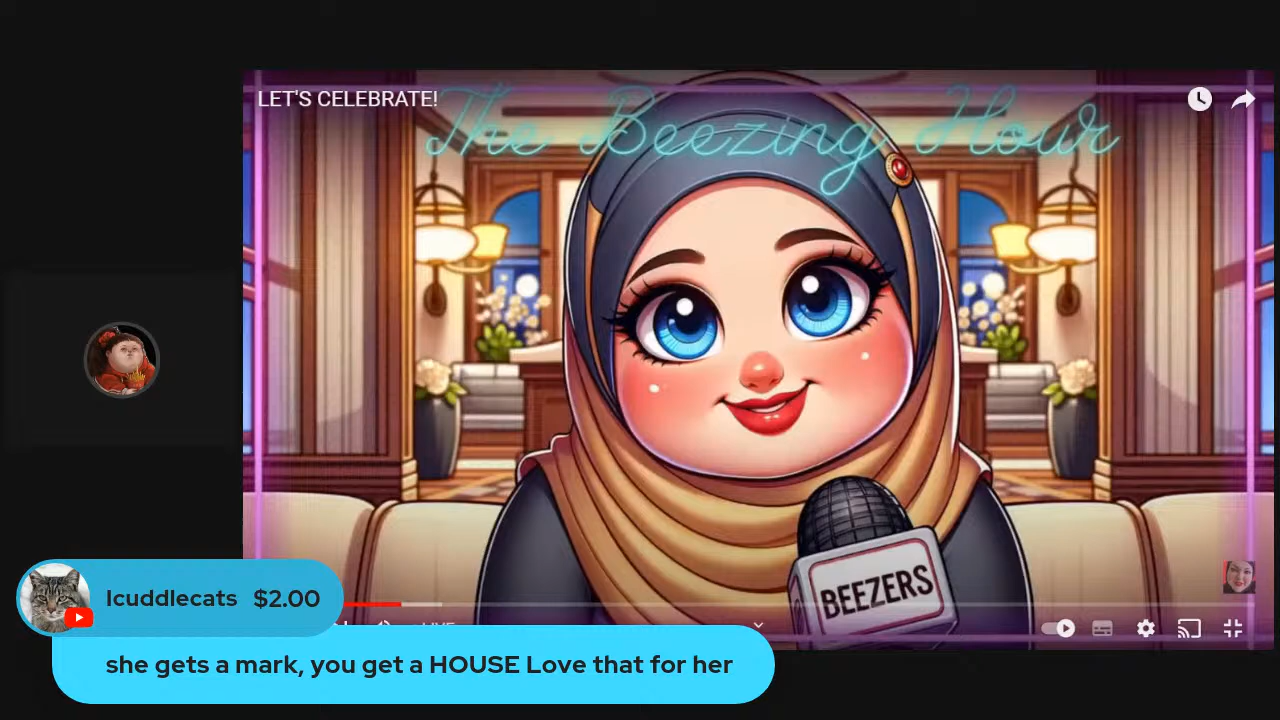 LET'S CELEBRATE!
The Beezing Hour
BEEZERS
Icuddlecats $2.00
she gets a mark, you get a HOUSE Love that for her